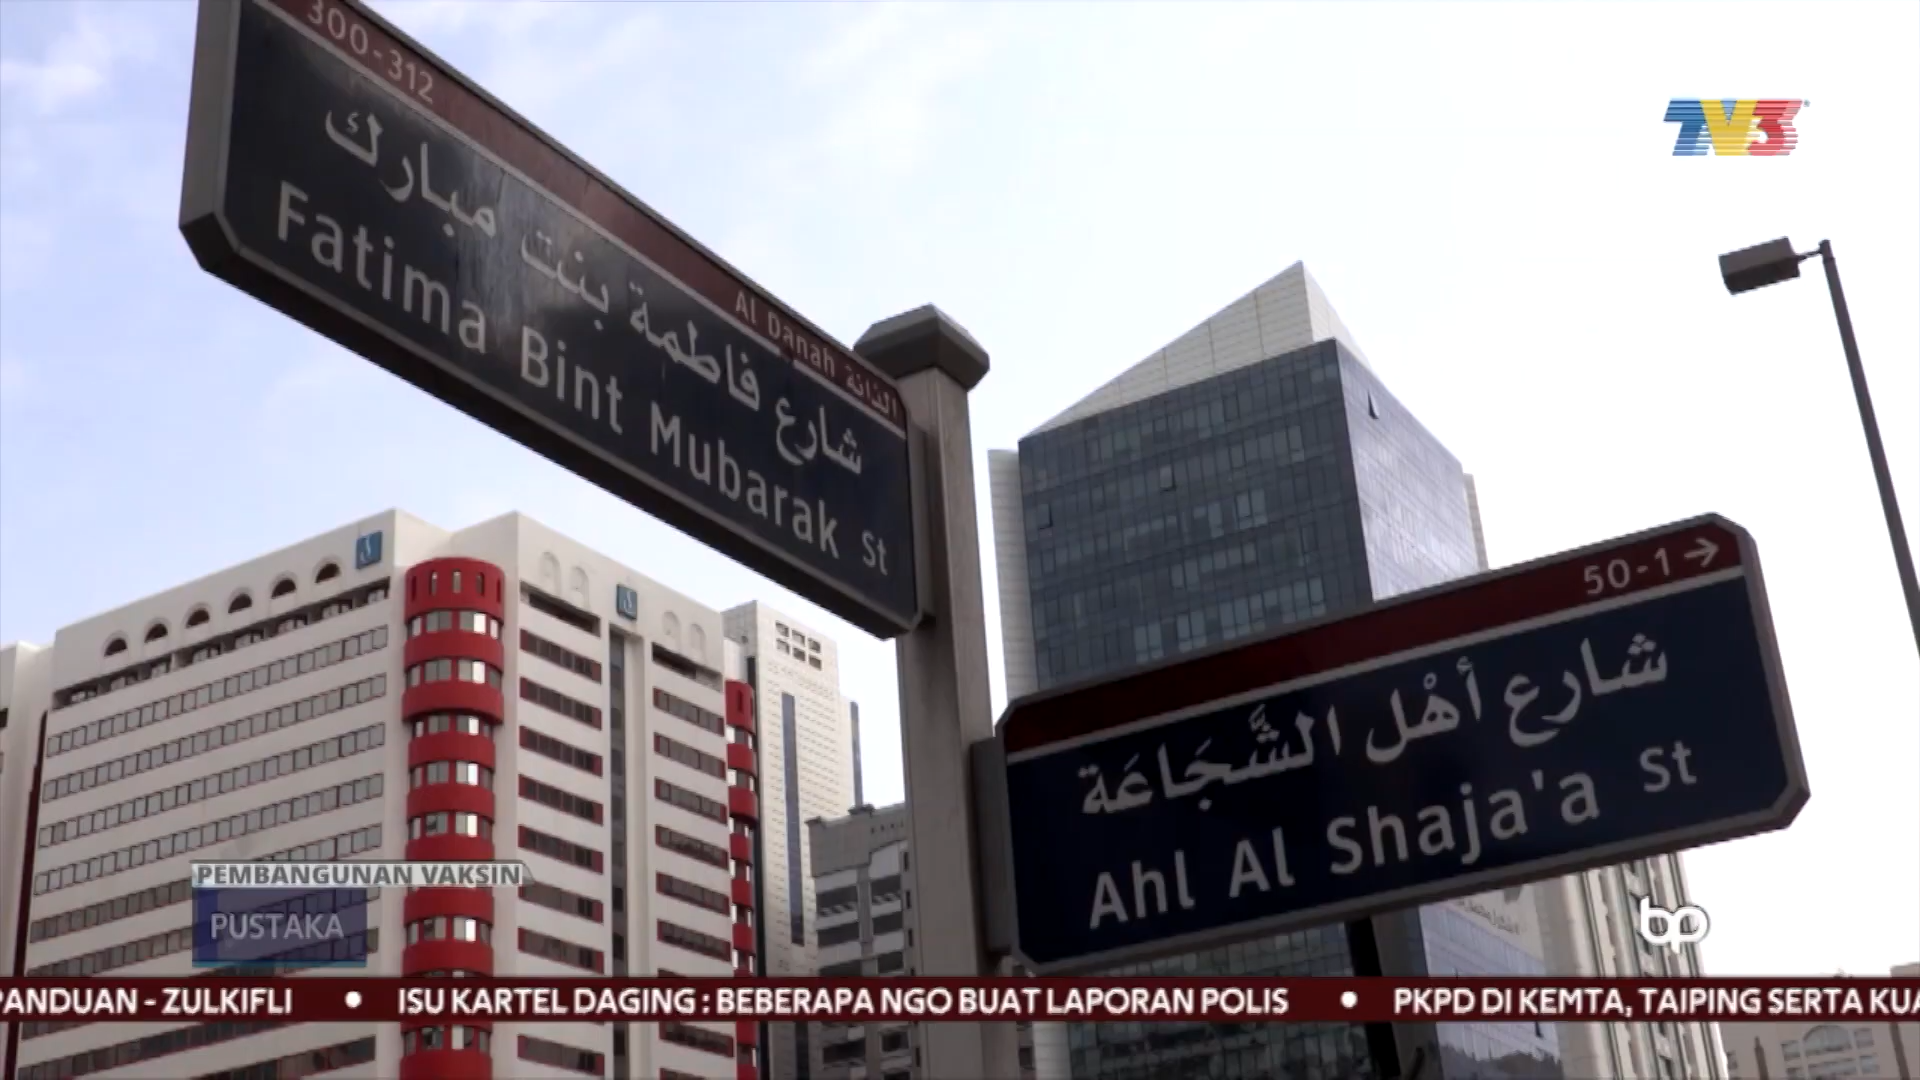 300-312
شارع فاطمة بنت مبارك
Fatima Bint Mubarak St
Al Danah الدانة
TV3
50-1→
شارع أهْل الشَّجَاعَة
Ahl Al Shaja'a St
PEMBANGUNAN VAKSIN
PUSTAKA
bp
PANDUAN - ZULKIFLI • ISU KARTEL DAGING : BEBERAPA NGO BUAT LAPORAN POLIS • PKPD DI KEMTA, TAIPING SERTA KUA